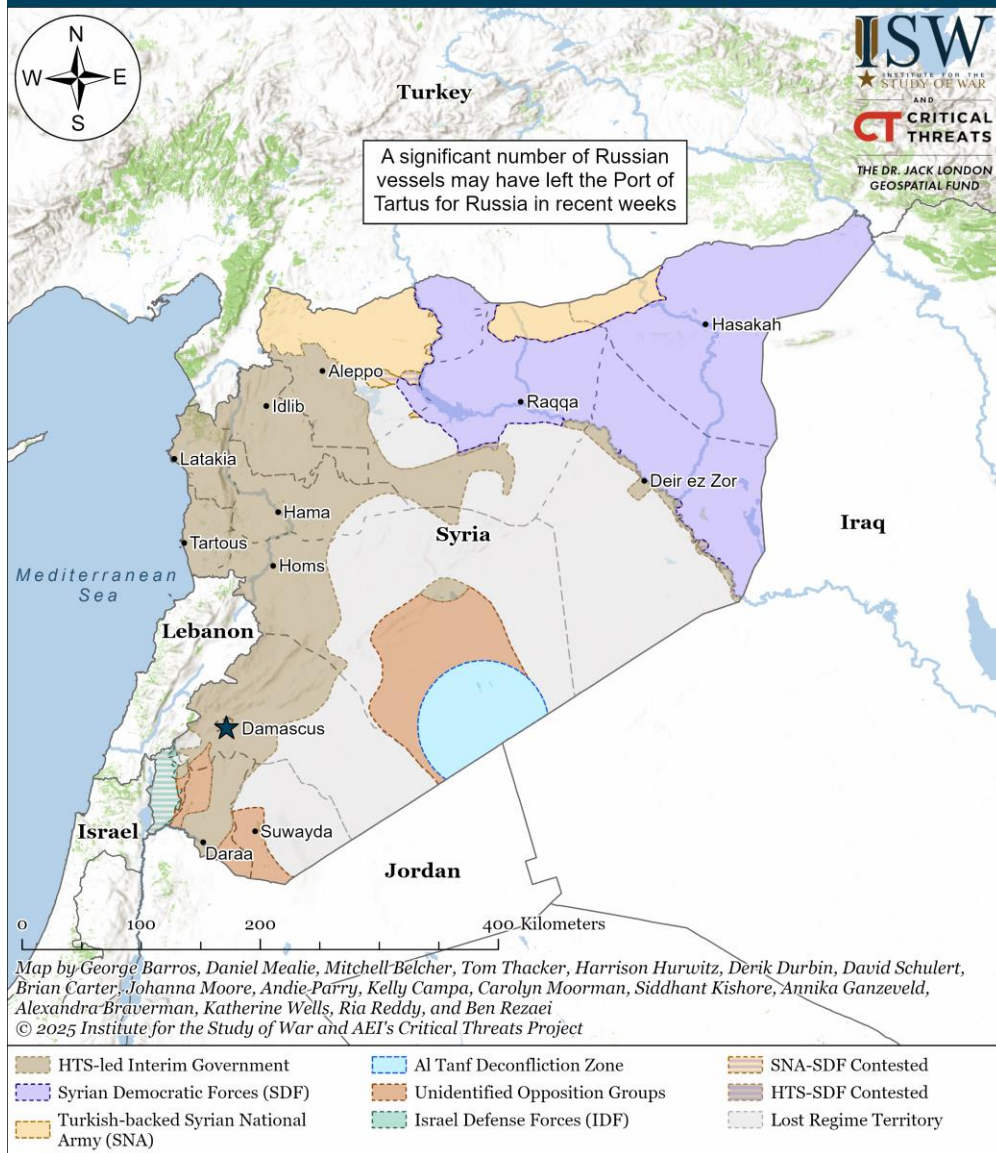 N
W E
S
ISW
INSTITUTE FOR THE
STUDY OF WAR
AND
CT CRITICAL
THREATS
THE DR. JACK LONDON
GEOSPATIAL FUND
Turkey
A significant number of Russian
vessels may have left the Port of
Tartus for Russia in recent weeks
Hasakah
Aleppo
Raqqa
Idlib
Latakia
Deir ez Zor
Hama
Iraq
Syria
Tartous
Homs
Mediterranean
Sea
Lebanon
Damascus
Israel
Suwayda
Daraa
Jordan
0 100 200 400 Kilometers
Map by George Barros, Daniel Mealie, Mitchell Belcher, Tom Thacker, Harrison Hurwitz, Derik Durbin, David Schulert,
Brian Carter, Johanna Moore, Andie Parry, Kelly Campa, Carolyn Moorman, Siddhant Kishore, Annika Ganzeveld,
Alexandra Braverman, Katherine Wells, Ria Reddy, and Ben Rezaei
© 2025 Institute for the Study of War and AEI's Critical Threats Project
HTS-led Interim Government
Syrian Democratic Forces (SDF)
Turkish-backed Syrian National
Army (SNA)
Al Tanf Deconfliction Zone
Unidentified Opposition Groups
Israel Defense Forces (IDF)
SNA-SDF Contested
HTS-SDF Contested
Lost Regime Territory